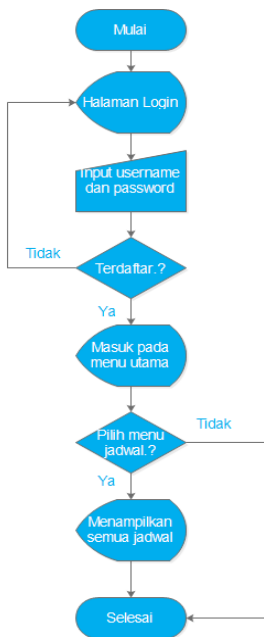 Mulai
Halaman Login
Input username
dan password
Tidak
Terdaftar.?
Ya
Masuk pada
menu utama
Pilih menu
jadwal.?
Tidak
Ya
Menampilkan
semua jadwal
Selesai